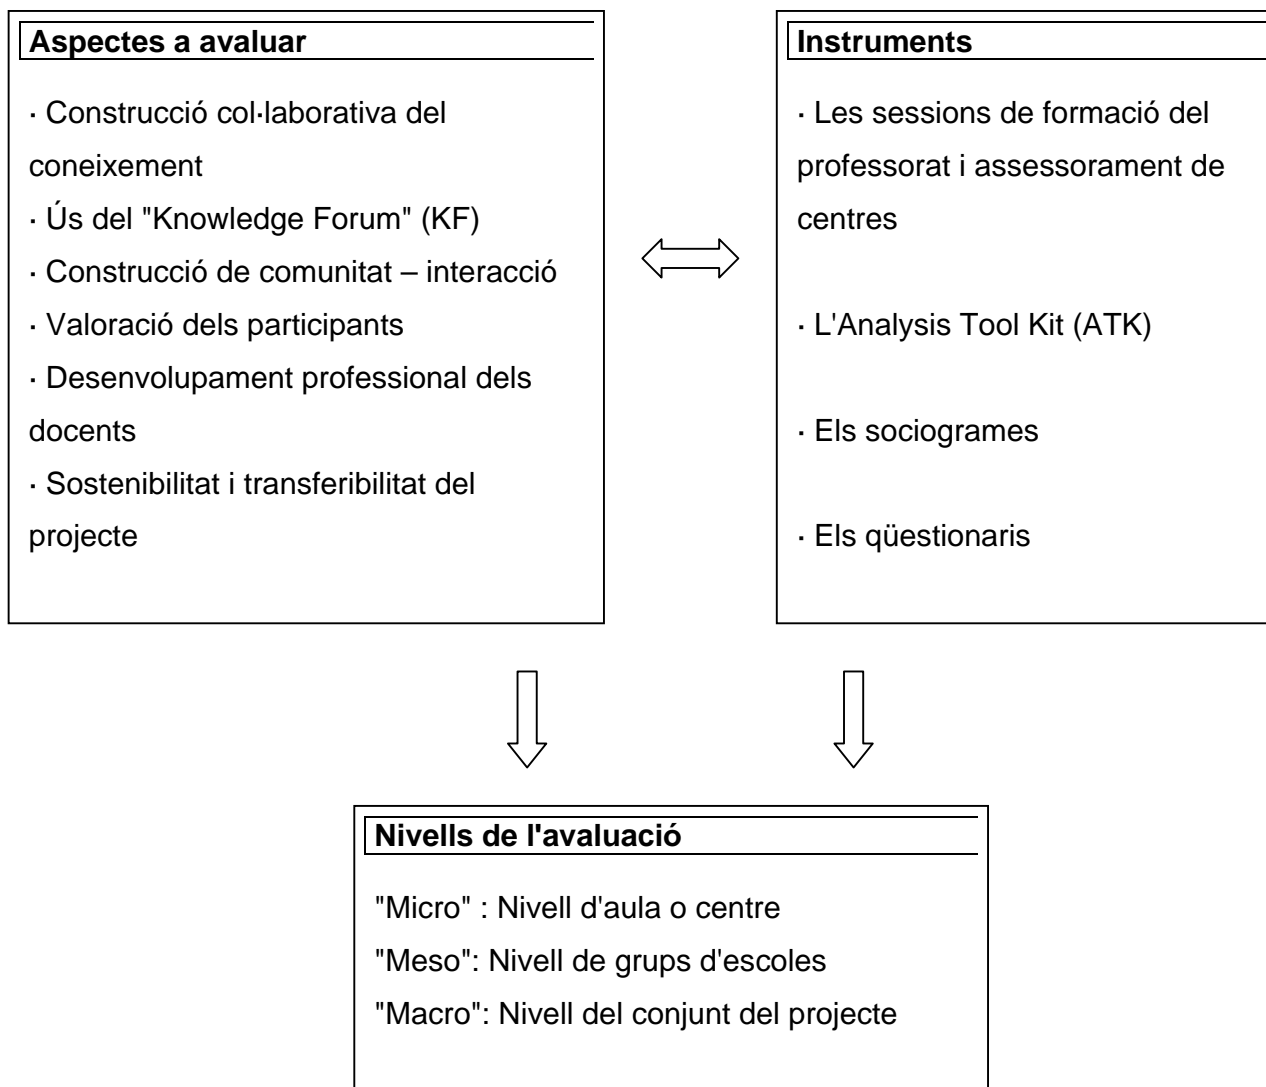 Aspectes a avaluar
· Construcció col·laborativa del
coneixement
· Ús del "Knowledge Forum" (KF)
· Construcció de comunitat – interacció
· Valoració dels participants
· Desenvolupament professional dels
docents
· Sostenibilitat i transferibilitat del
projecte
Instruments
· Les sessions de formació del
professorat i assessorament de
centres
· L'Analysis Tool Kit (ATK)
· Els sociogrames
· Els qüestionaris
Nivells de l'avaluació
"Micro" : Nivell d'aula o centre
"Meso": Nivell de grups d'escoles
"Macro": Nivell del conjunt del projecte